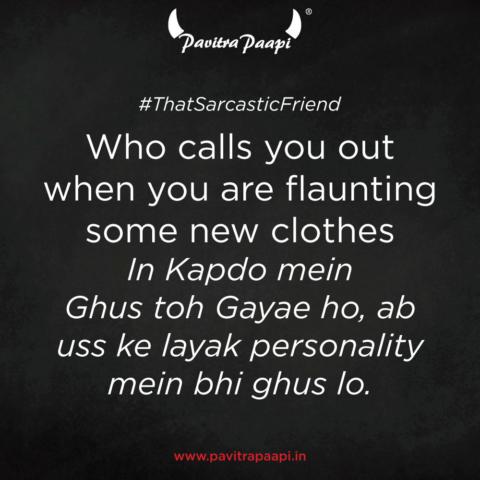 PavitraPaapi®
#ThatSarcasticFriend
Who calls you out
when you are flaunting
some new clothes
In Kapdo mein
Ghus toh Gayae ho, ab
uss ke layak personality
mein bhi ghus lo.
www.pavitrapaapi.in